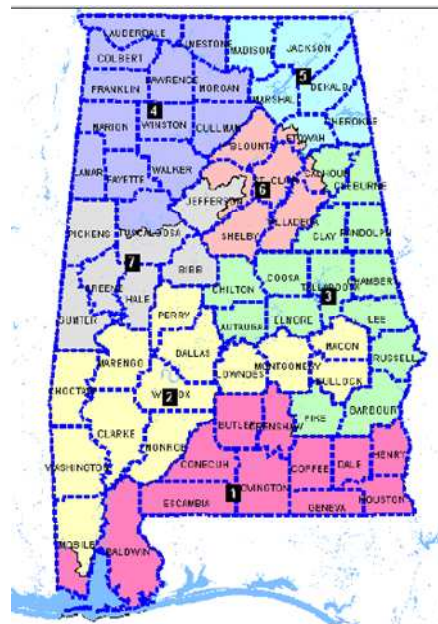 LAUDERDALE
LIMESTONE
MADISON
JACKSON
COLBERT
LAWRENCE
5
FRANKLIN
MORGAN
DEKALB
MARSHAL
4
MARION
WINSTON
CULLMAN
CHEROKEE
ETOWAH
BLOUNT
WALKER
LAMAR
FAYETTE
CALHOUN
CLEBURNE
ST. CLAIR
6
JEFFERSON
TALLADEGA
PICKENS
TUSCALOOSA
SHELBY
CLAY
RANDOLPH
7
BIBB
GREENE
HALE
CHILTON
COOSA
TALLAPOOSA
CHAMBERS
3
SUMTER
PERRY
AUTAUGA
ELMORE
LEE
MACON
MARENGO
DALLAS
LOWNDES
MONTGOMERY
RUSSELL
BULLOCK
CHOCTAW
WILCOX
2
BARBOUR
PIKE
BUTLER
CRENSHAW
CLARKE
MONROE
HENRY
CONECUH
COFFEE
DALE
WASHINGTON
COVINGTON
1
ESCAMBIA
GENEVA
HOUSTON
MOBILE
BALDWIN